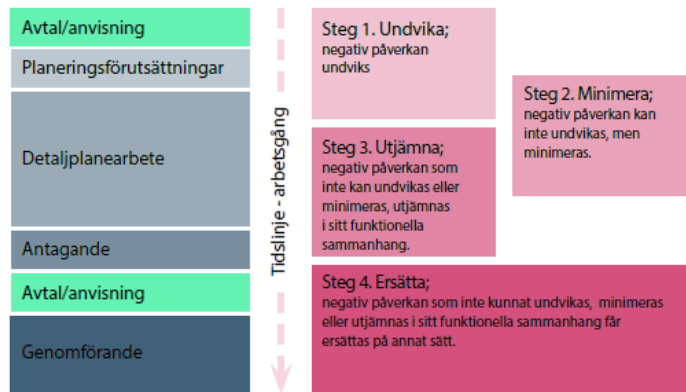 Avtal/anvisning
Planeringsförutsättningar
Detaljplanearbete
Antagande
Avtal/anvisning
Genomförande
Tidslinje - arbetsgång
Steg 1. Undvika;
negativ påverkan
undviks
Steg 2. Minimera;
negativ påverkan kan
inte undvikas, men
minimeras.
Steg 3. Utjämna;
negativ påverkan som
inte kan undvikas eller
minimeras, utjämnas
i sitt funktionella
sammanhang.
Steg 4. Ersätta;
negativ påverkan som inte kunnat undvikas, minimeras
eller utjämnas i sitt funktionella sammanhang får
ersättas på annat sätt.